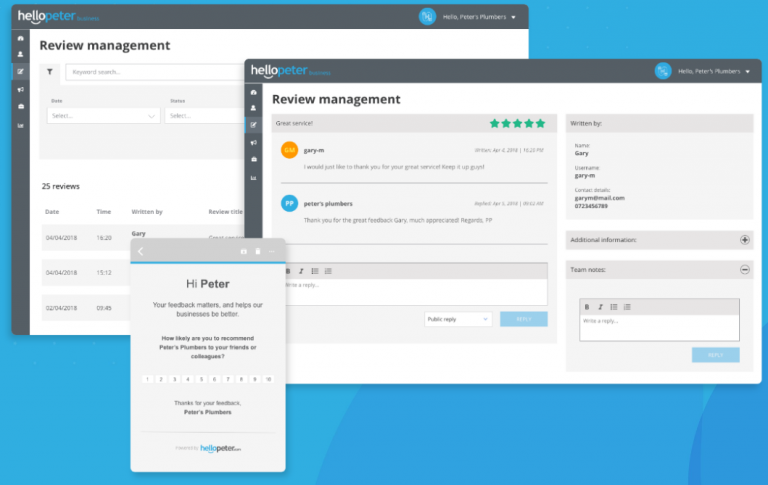 hellopeter business
Hello, Peter's Plumbers
Review management
Keyword search...
Date
Status
Select...
Select...
25 reviews
Date Time Written by Review title
04/04/2018 16:20 Gary Great service
04/04/2018 15:12
02/04/2018 09:45
hellopeter business
Hello, Peter's Plumbers
Review management
Great service!
GM gary-m
Written: Apr 4, 2018 | 16:20 PM
I would just like to thank you for your great service! Keep it up guys!
PP peter's plumbers
Replied: Apr 5, 2018 | 09:02 AM
Thank you for the great feedback Gary, much appreciated! Regards, PP
B I
Write a reply...
Public reply
REPLY
Written by:
Name:
Gary
Username:
gary-m
Contact details:
garym@mail.com
0723456789
Additional information:
Team notes:
B I
Write a reply...
REPLY
Hi Peter
Your feedback matters, and helps our
businesses be better.
How likely are you to recommend
Peter's Plumbers to your friends or
colleagues?
1 2 3 4 5 6 7 8 9 10
Thanks for your feedback,
Peter's Plumbers
Powered by hellopeter.com